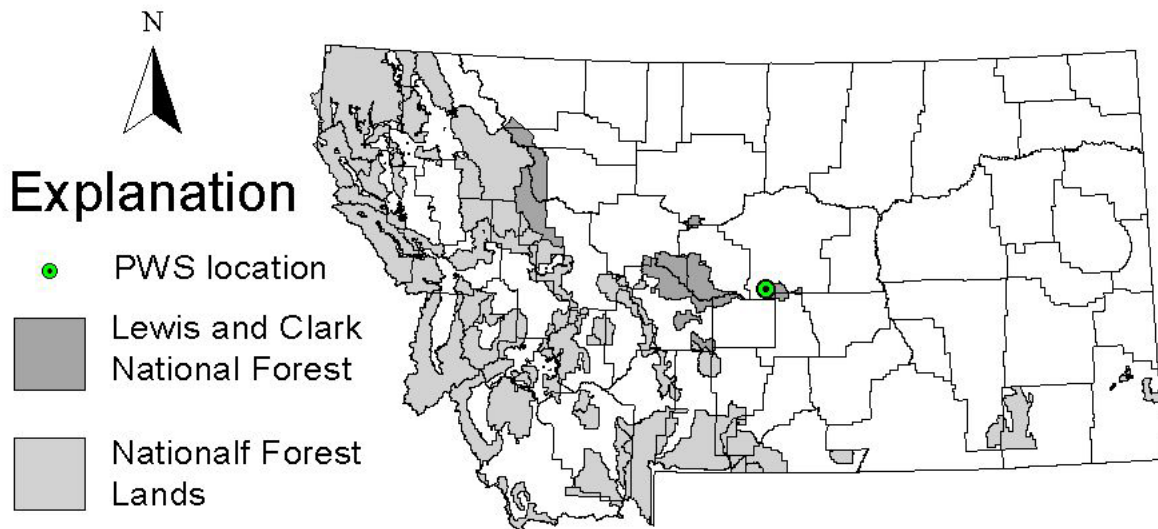 N
Explanation
PWS location
Lewis and Clark
National Forest
Nationalf Forest
Lands